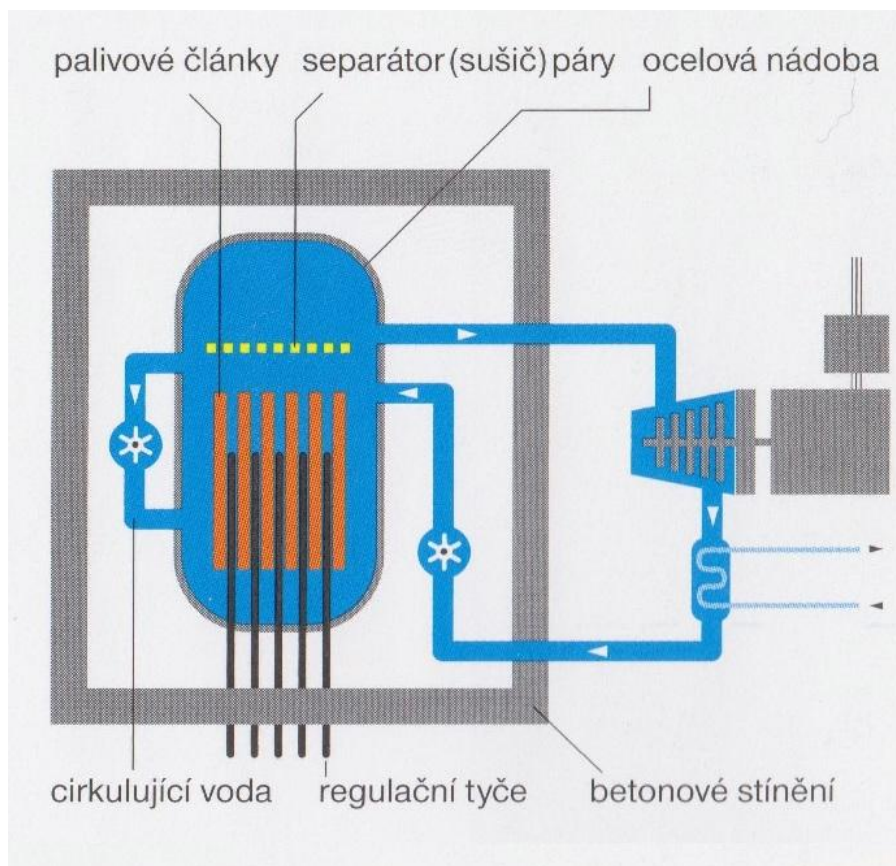 palivové články separátor (sušič) páry ocelová nádoba
cirkulující voda regulační tyče betonové stínění